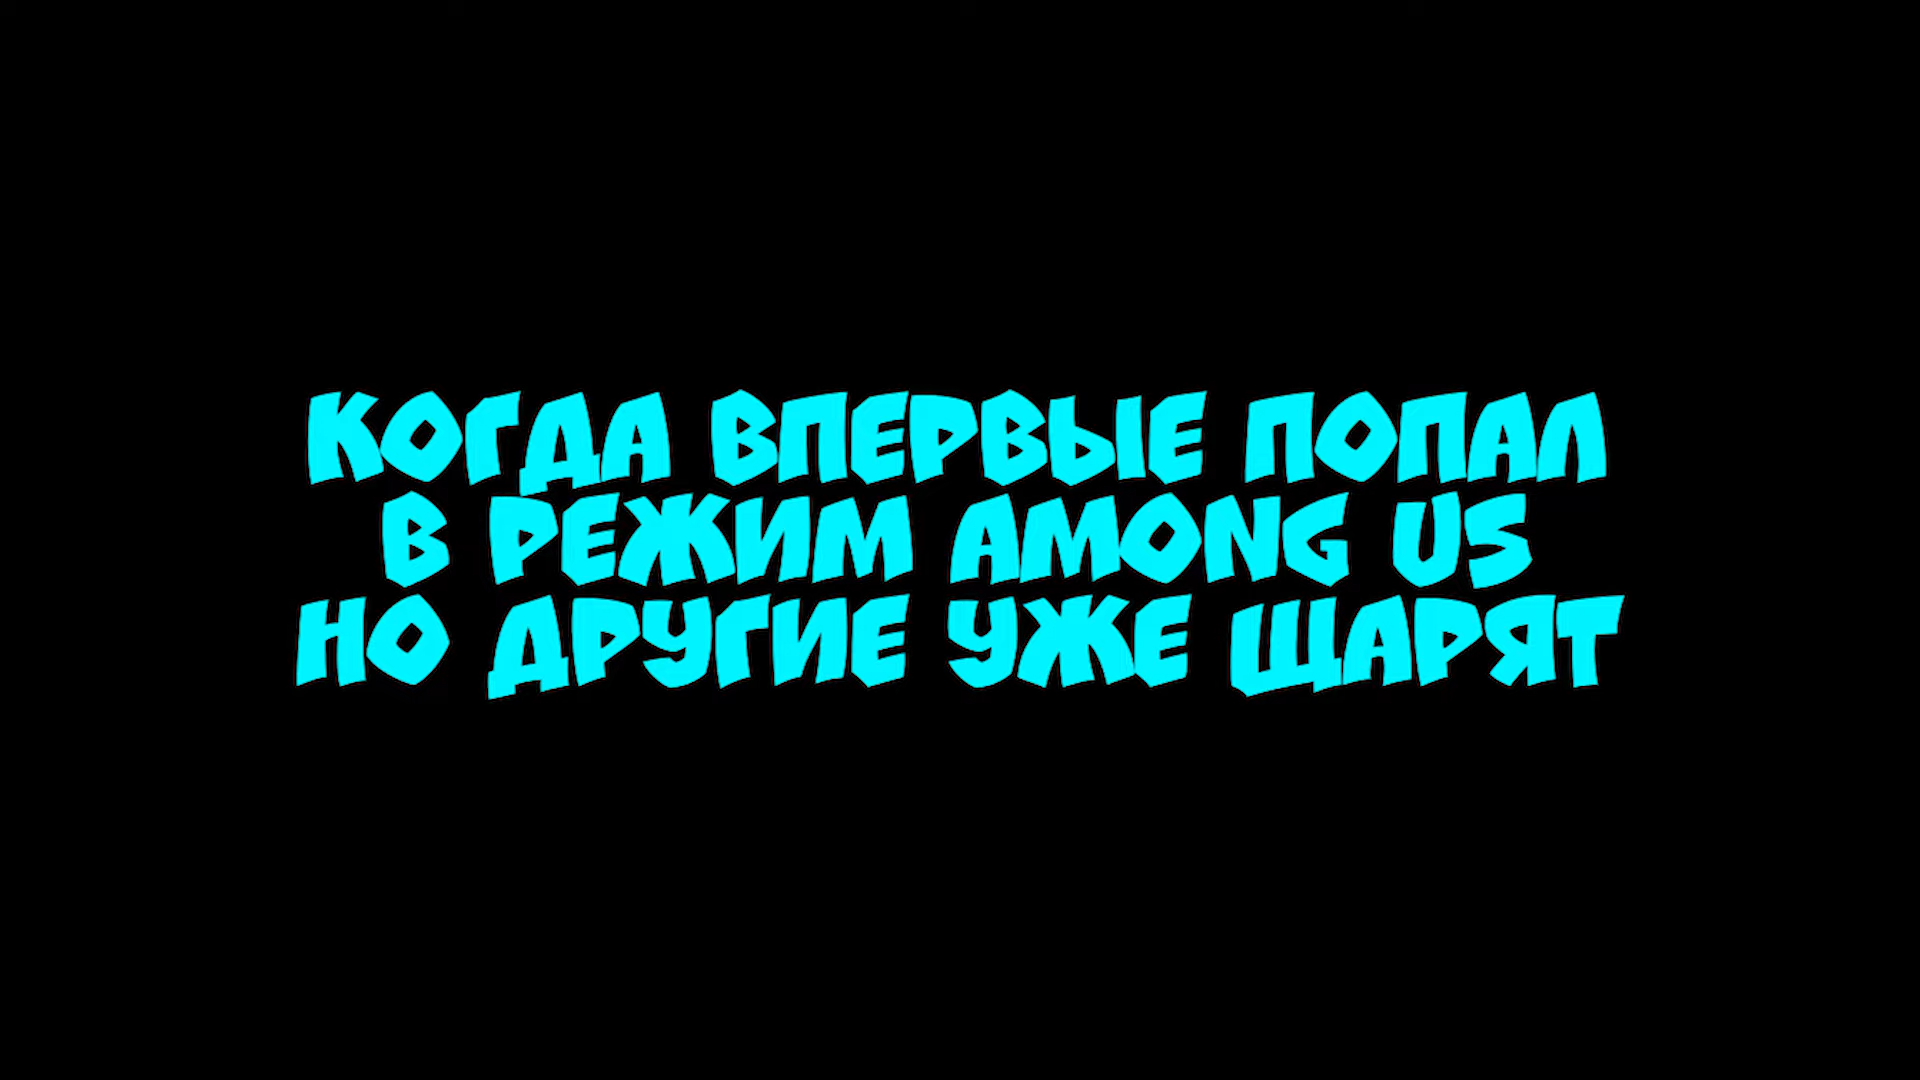 КОГДА ВПЕРВЫЕ ПОПАЛ
В РЕЖИМ AMONG US
НО ДРУГИЕ УЖЕ ЩАРЯТ